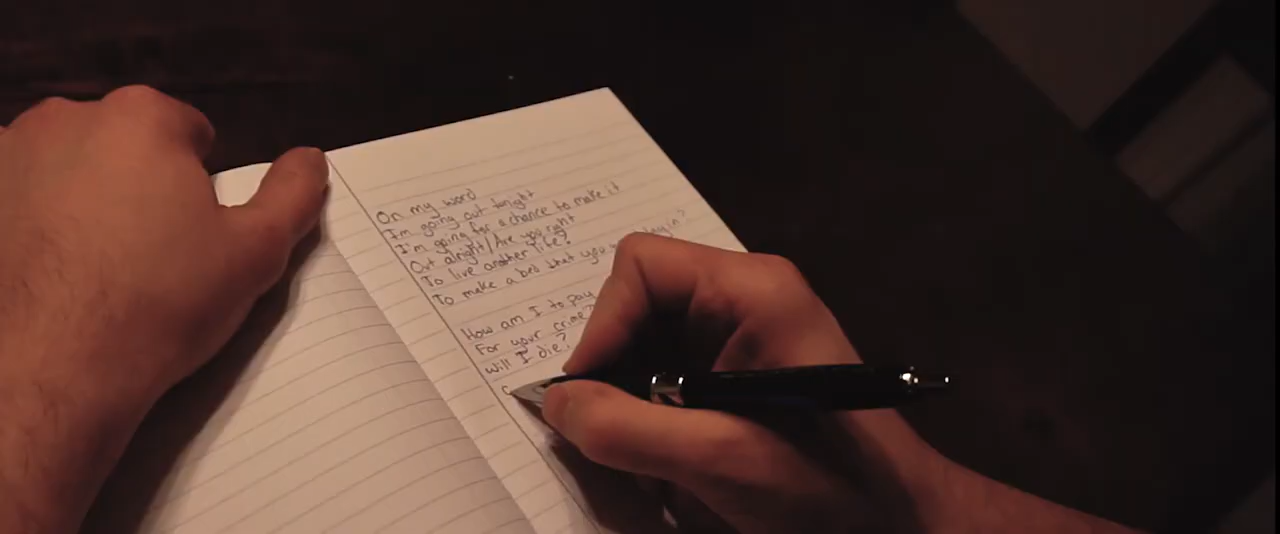 On my word
I'm going out tonight
I'm going for a chance to make it
Out alright/Are you right
To live another life?
To make a bed that you in?
How am I to pay
For your crime?
Will I die?